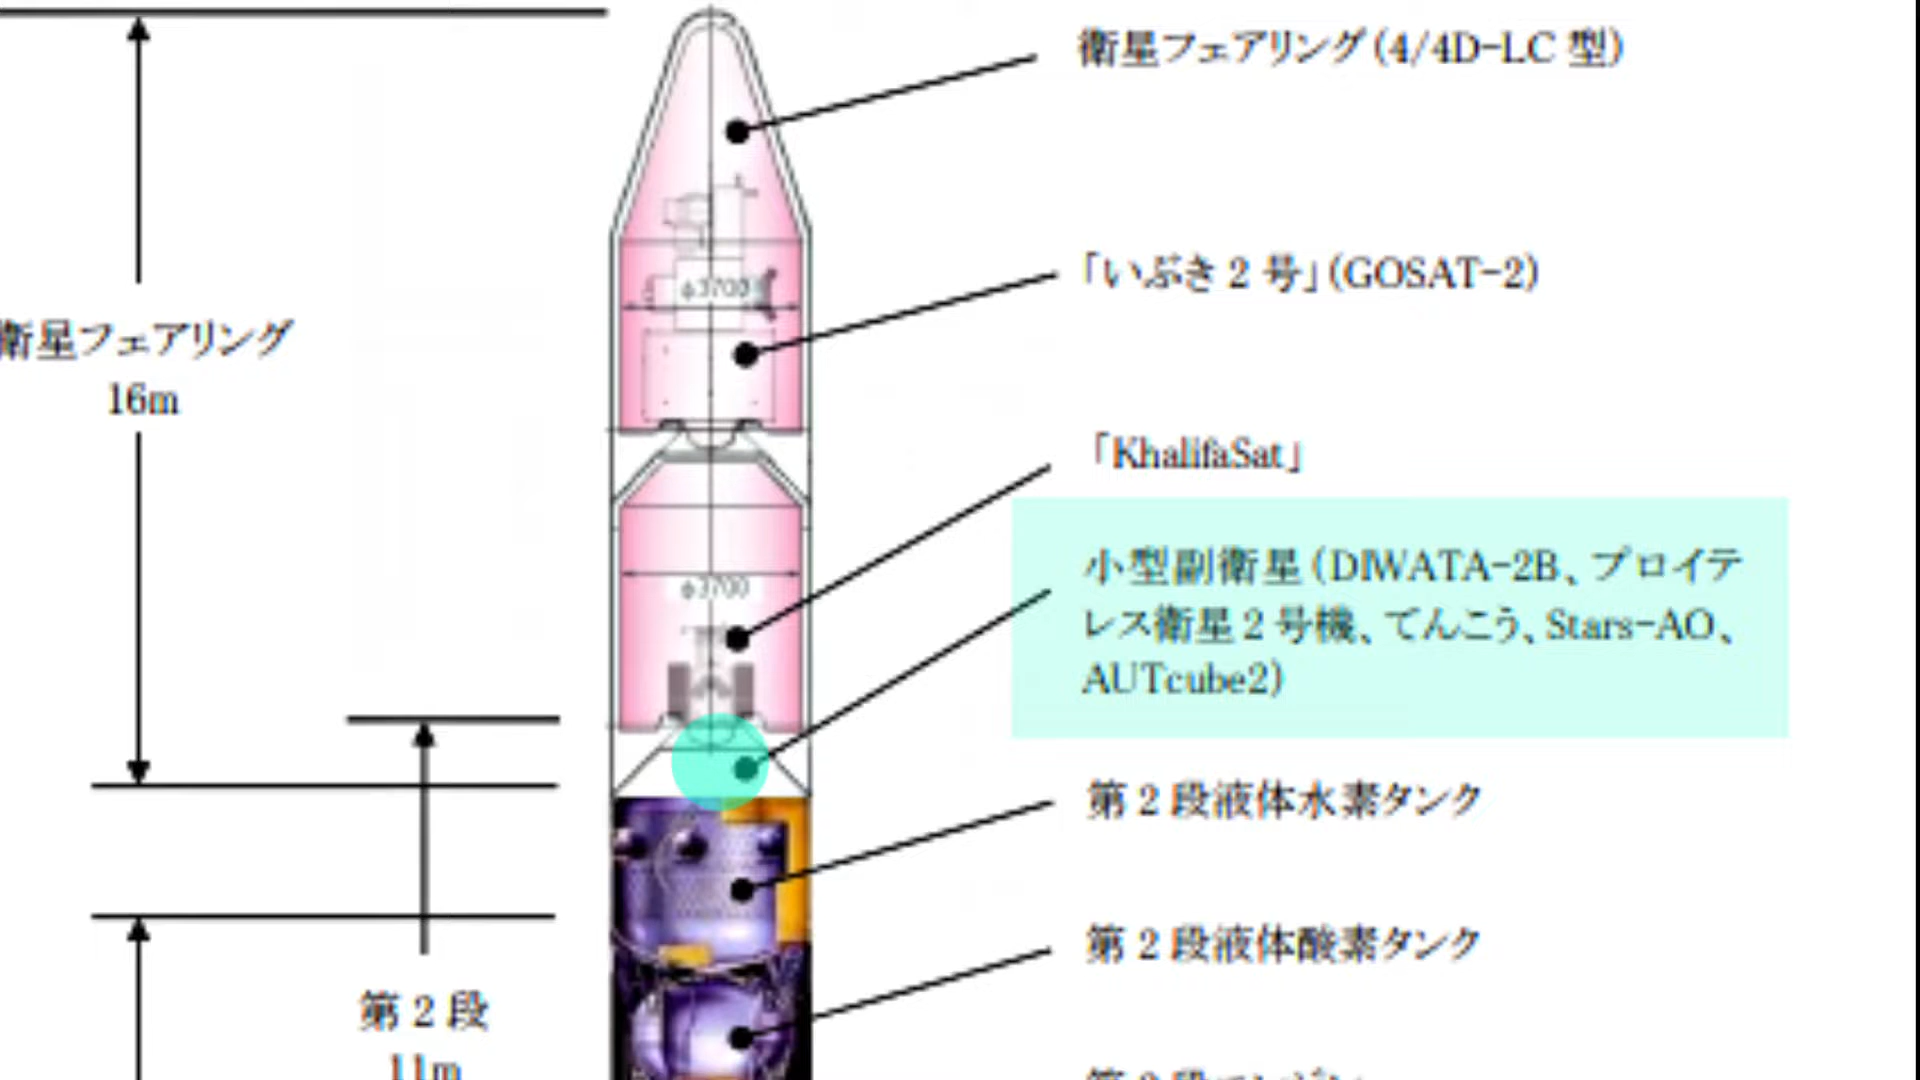 衛星フェアリング(4/4D-LC 型)
「いぶき2号」(GOSAT-2)
φ3700
衛星フェアリング
16m
「KhalifaSat」
小型副衛星(DIWATA-2B、プロイテ
レス衛星2号機、てんこう、Stars-AO、
AUTcube2)
φ3700
第2段液体水素タンク
第2段液体酸素タンク
第2段
11m